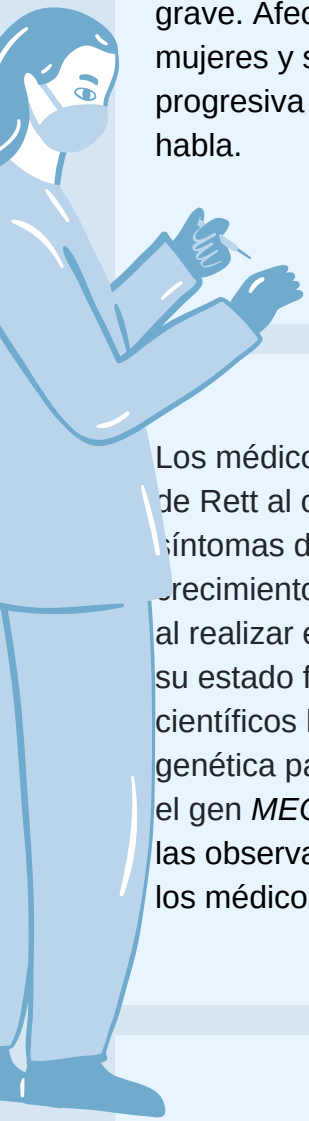 grave. Afec
mujeres y s
progresiva
habla.
Los médico
de Rett al
síntomas d
crecimiento
al realizar e
su estado f
científicos
genética pa
el gen MEC
las observa
los médico